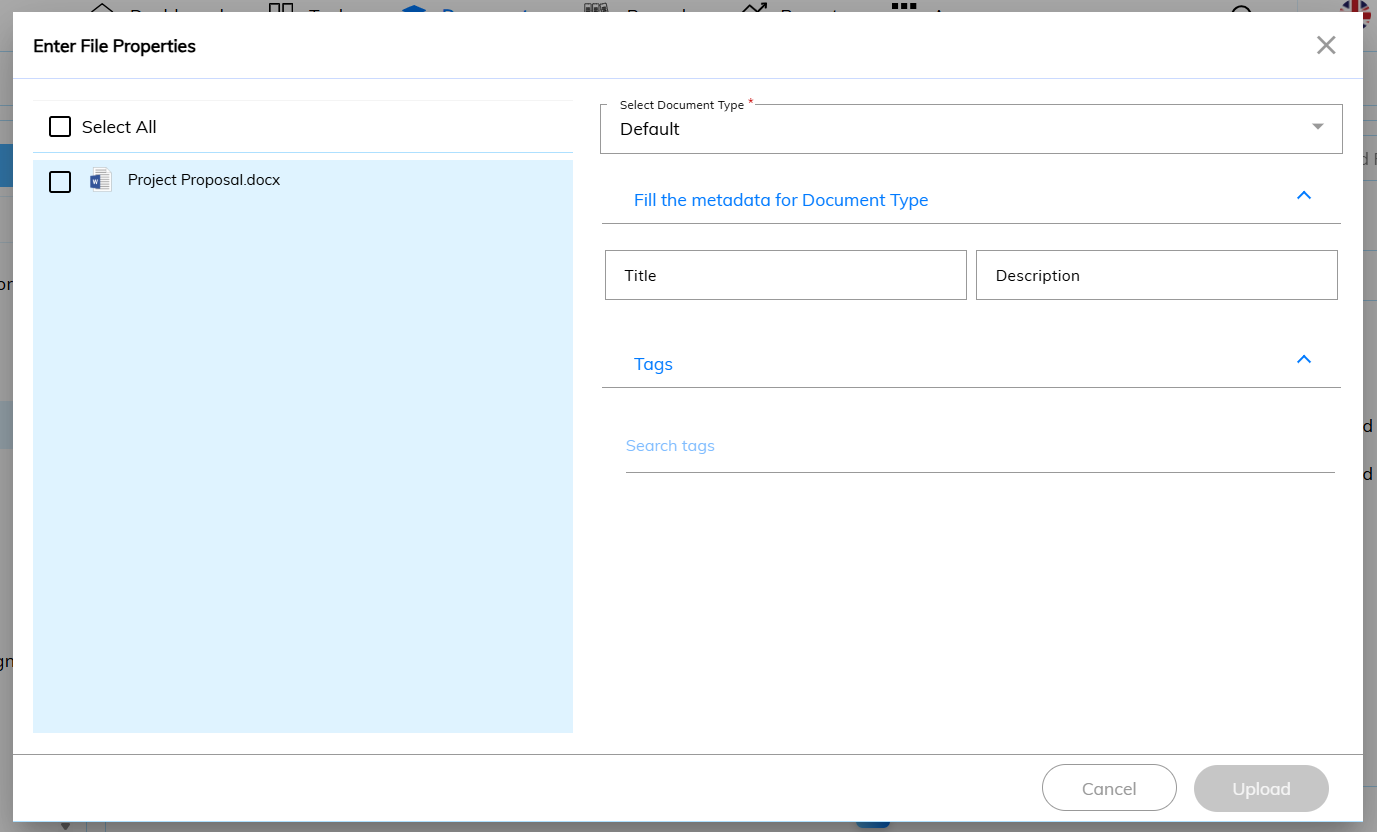 Enter File Properties
Select All
Project Proposal.docx
Select Document Type *
Default
Fill the metadata for Document Type
Title
Description
Tags
Search tags
Cancel
Upload